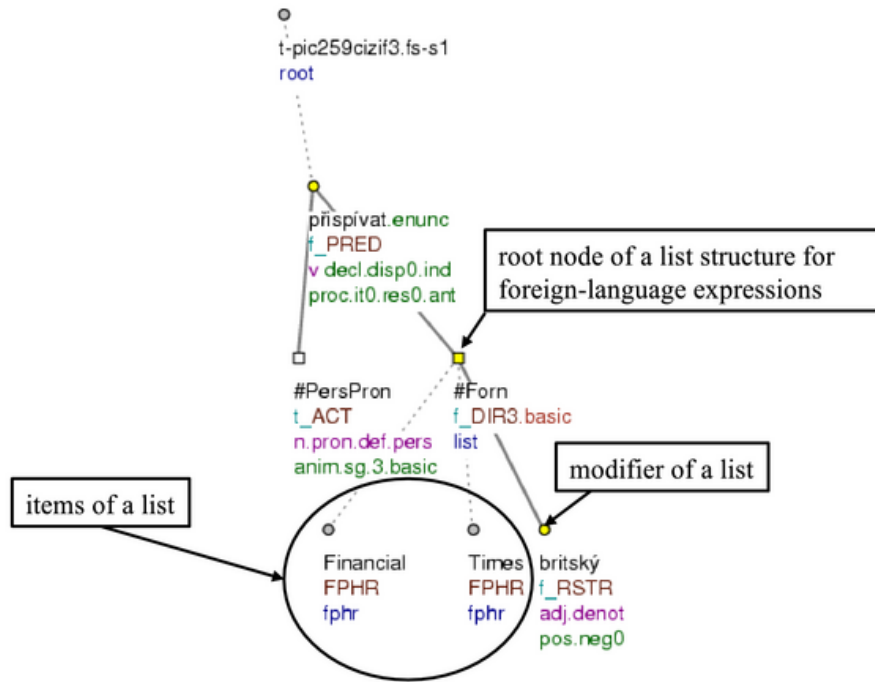 t-pic259cizif3.fs-s1
root
přispívat.enunc
f_PRED
v decl.disp0.ind
proc.it0.res0.ant
root node of a list structure for
foreign-language expressions
#PersPron
t_ACT
n.pron.def.pers
anim.sg.3.basic
#Forn
f_DIR3.basic
list
modifier of a list
items of a list
Financial
FPHR
fphr
Times
FPHR
fphr
britský
f_RSTR
adj.denot
pos.neg0